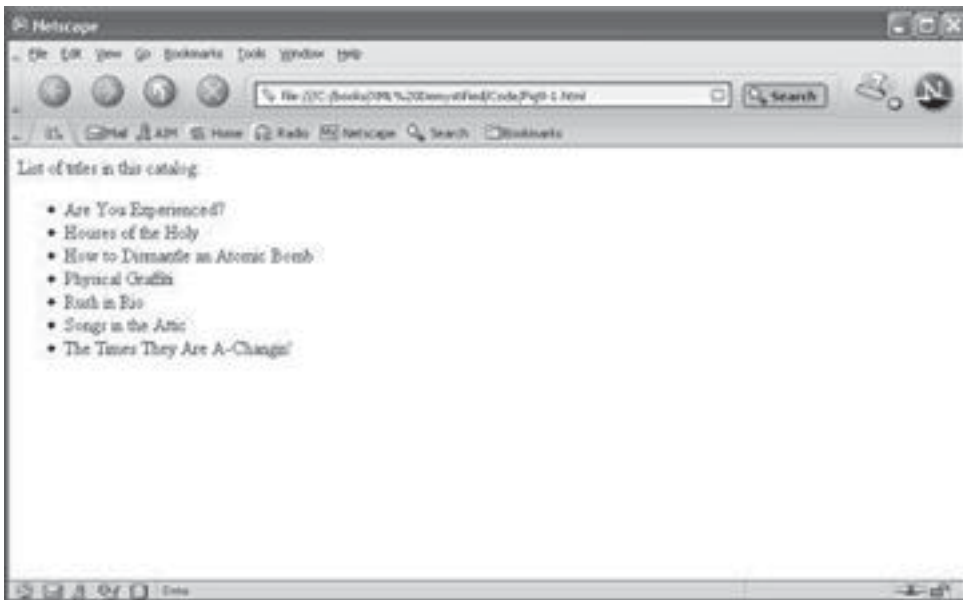 Netscape
File Edit View Go Bookmarks Tools Window Help
Search
Mail AIM Home Radio Netscape Search Bookmarks
List of titles in this catalog:
• Are You Experienced?
• Houses of the Holy
• How to Dismantle an Atomic Bomb
• Physical Graffiti
• Rush in Rio
• Songs in the Attic
• The Times They Are A-Changin'